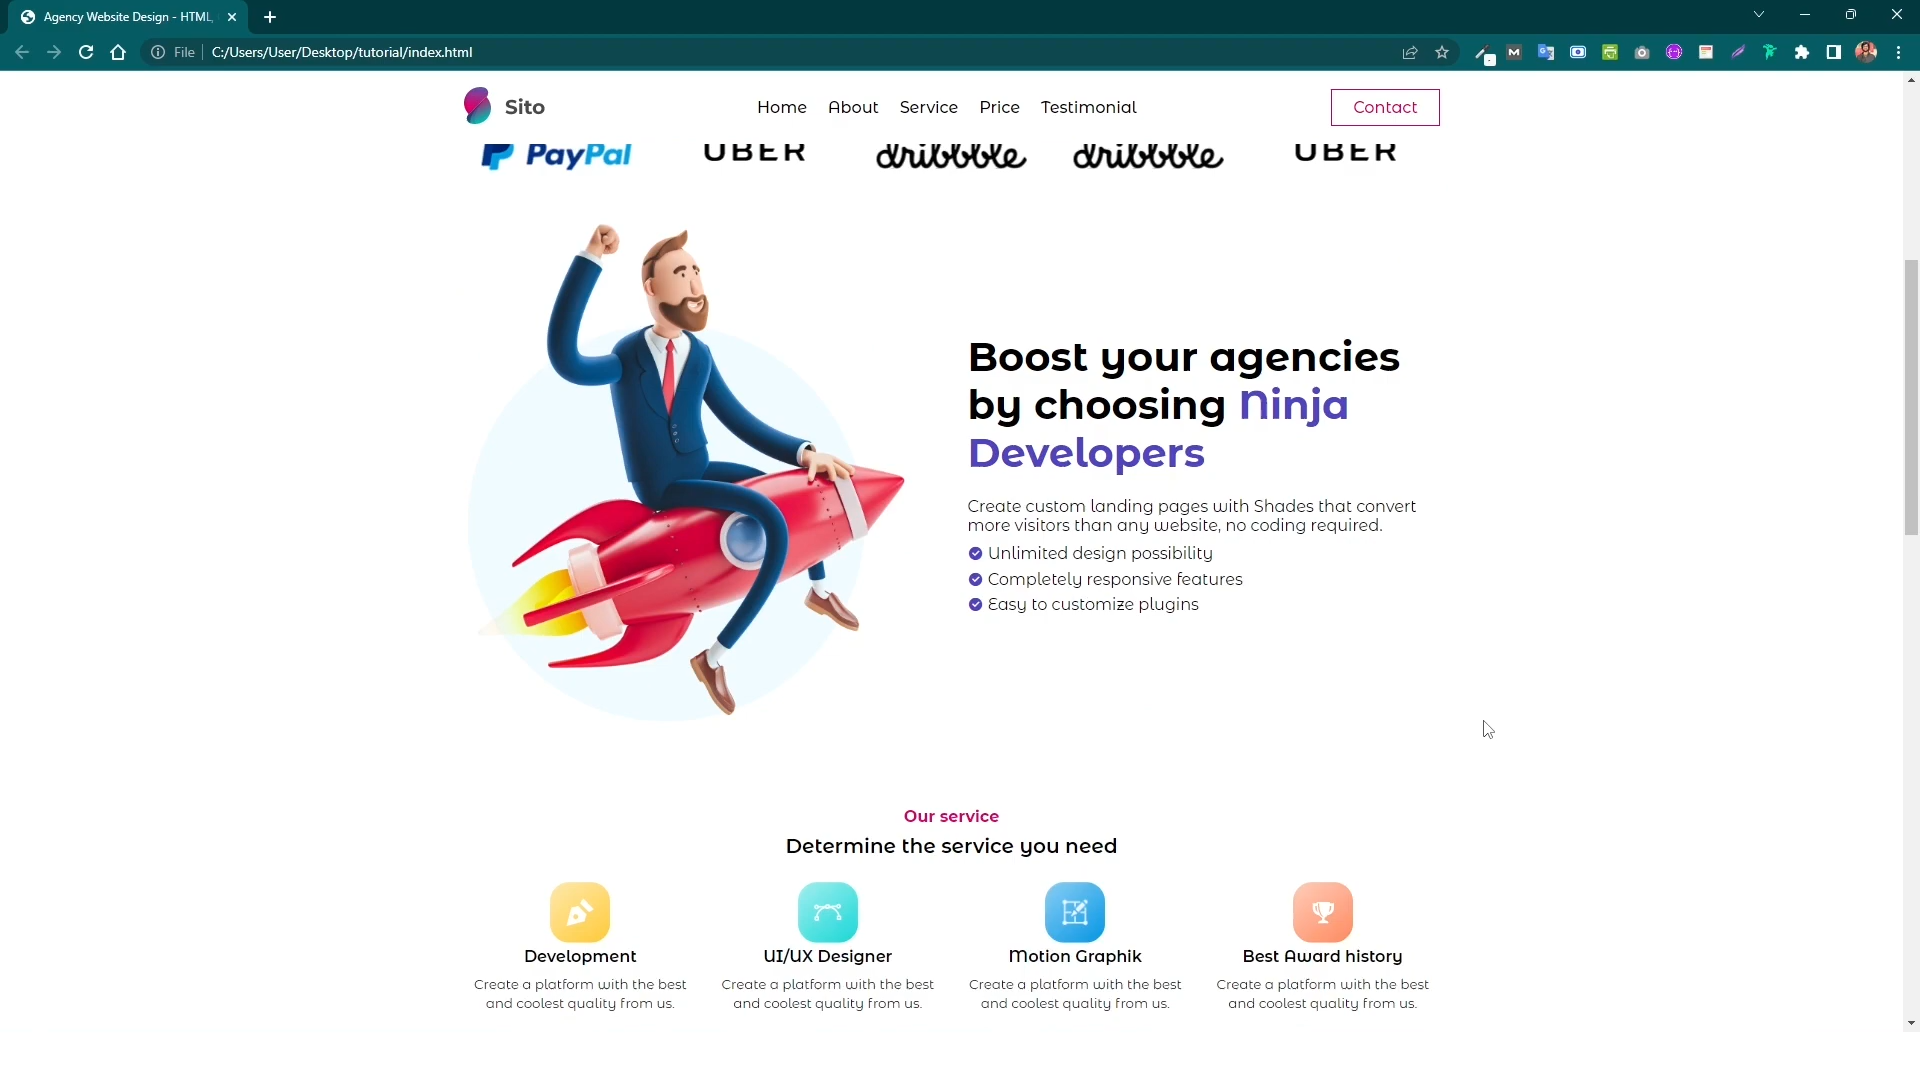 Agency Website Design - HTML,
File
C:/Users/User/Desktop/tutorial/index.html
Sito
Home
About
Service
Price
Testimonial
Contact
PayPal
UBER
dribbble
dribbble
UBER
Boost your agencies
by choosing Ninja
Developers
Create custom landing pages with Shades that convert
more visitors than any website, no coding required.
Unlimited design possibility
Completely responsive features
Easy to customize plugins
Our service
Determine the service you need
Development
Create a platform with the best
and coolest quality from us.
UI/UX Designer
Create a platform with the best
and coolest quality from us.
Motion Graphik
Create a platform with the best
and coolest quality from us.
Best Award history
Create a platform with the best
and coolest quality from us.